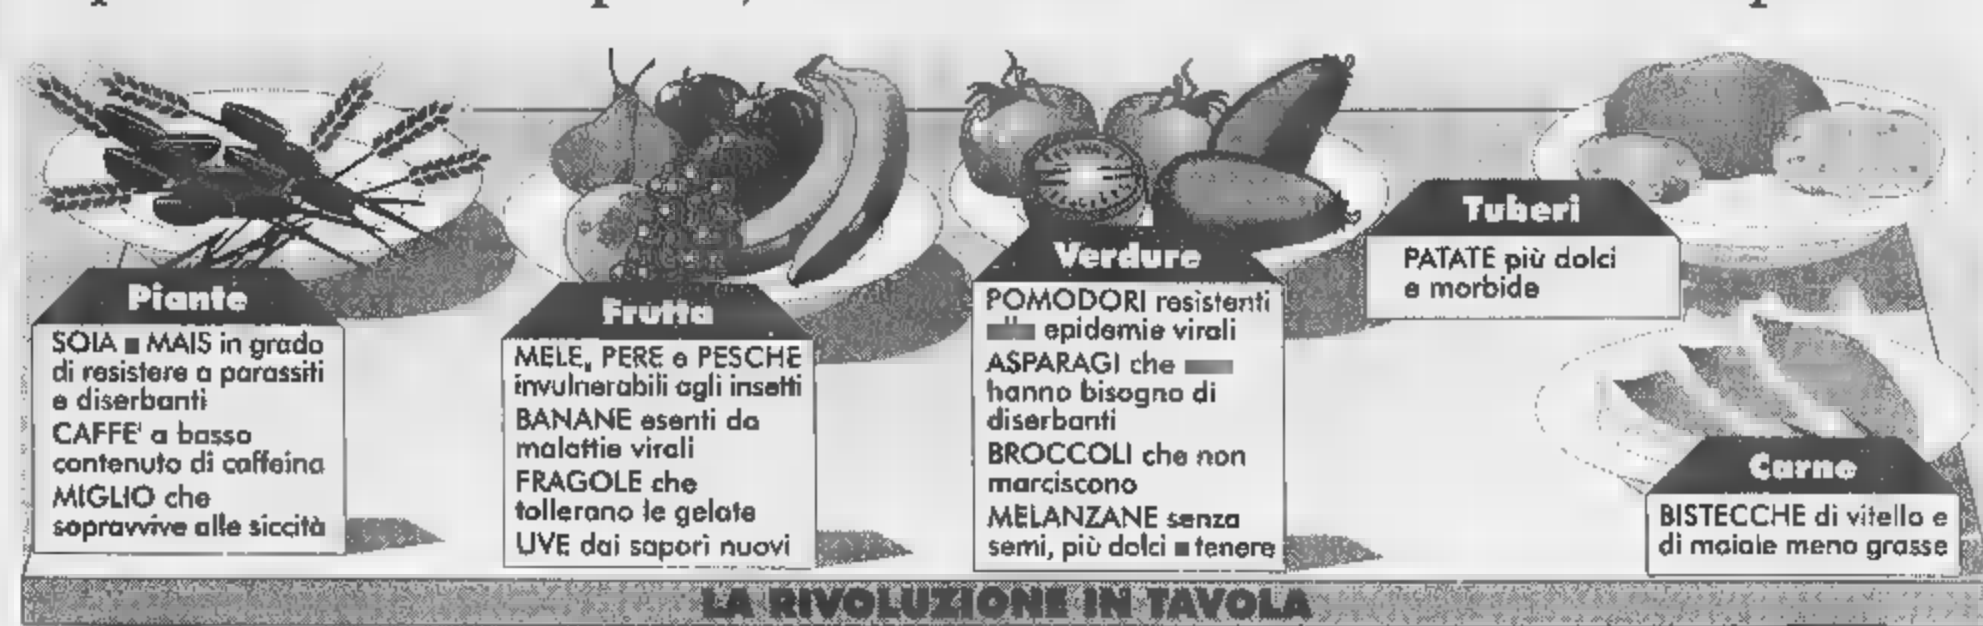 Piante
SOIA MAIS in grado
di resistere a parassiti
e diserbanti
CAFFE' a basso
contenuto di caffeina
MIGLIO che
sopravvive alle siccità
Frutta
MELE, PERE e PESCHE
invulnerabili agli insetti
BANANE esenti da
malattie virali
FRAGOLE che
tollerano le gelate
UVE dai sapori nuovi
Verdure
POMODORI resistenti
epidemie virali
ASPARAGI che
hanno bisogno di
diserbanti
BROCCOLI che non
marciscono
MELANZANE senza
semi, più dolci tenere
Tuberi
PATATE più dolci
e morbide
Carne
BISTECCHE di vitello e
di maiale meno grasse
LA RIVOLUZIONE IN TAVOLA